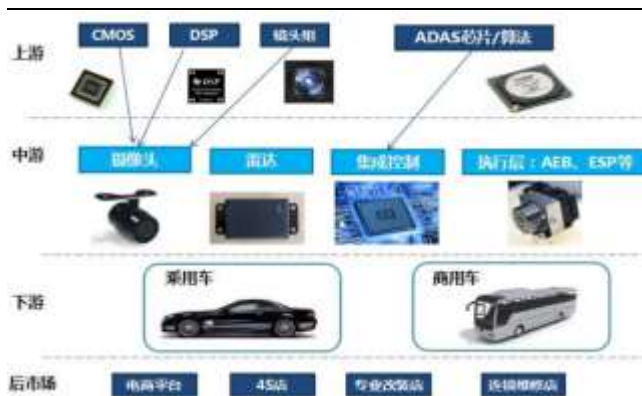 CMOS
DSP
镜头组
ADAS芯片/算法
上游
中游
摄像头
雷达
集成控制
执行层：AEB、ESP等
乘用车
商用车
下游
后市场
电商平台
4S店
专业改装店
连锁维修店